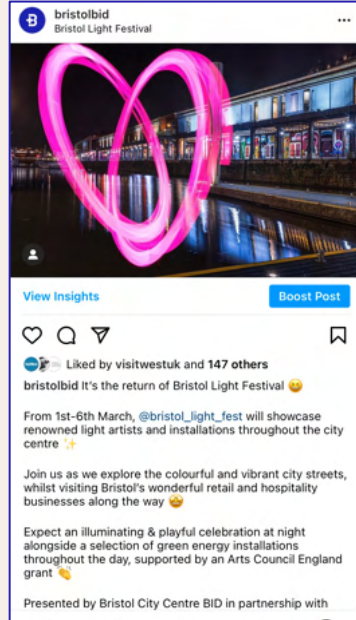 bristolbid
Bristol Light Festival
View Insights
Boost Post
Liked by visitwestuk and 147 others
bristolbid It's the return of Bristol Light Festival 😀
From 1st-6th March, @bristol_light_fest will showcase
renowned light artists and installations throughout the city
centre ✨
Join us as we explore the colourful and vibrant city streets,
whilst visiting Bristol's wonderful retail and hospitality
businesses along the way 🤩
Expect an illuminating & playful celebration at night
alongside a selection of green energy installations
throughout the day, supported by an Arts Council England
grant 👏
Presented by Bristol City Centre BID in partnership with